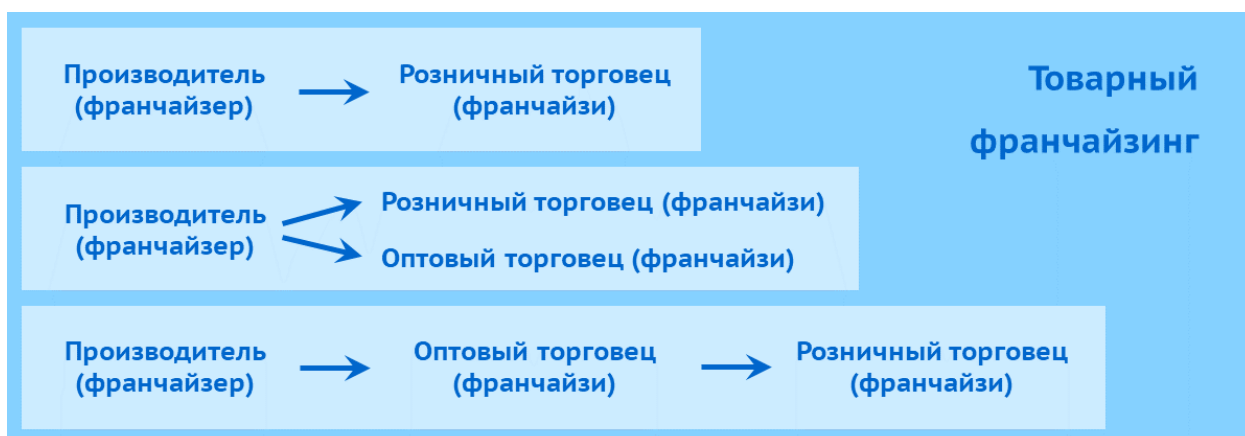 Производитель
(франчайзер)
Розничный торговец
(франчайзи)
Товарный
франчайзинг
Производитель
(франчайзер)
Розничный торговец (франчайзи)
Оптовый торговец (франчайзи)
Производитель
(франчайзер)
Оптовый торговец
(франчайзи)
Розничный торговец
(франчайзи)